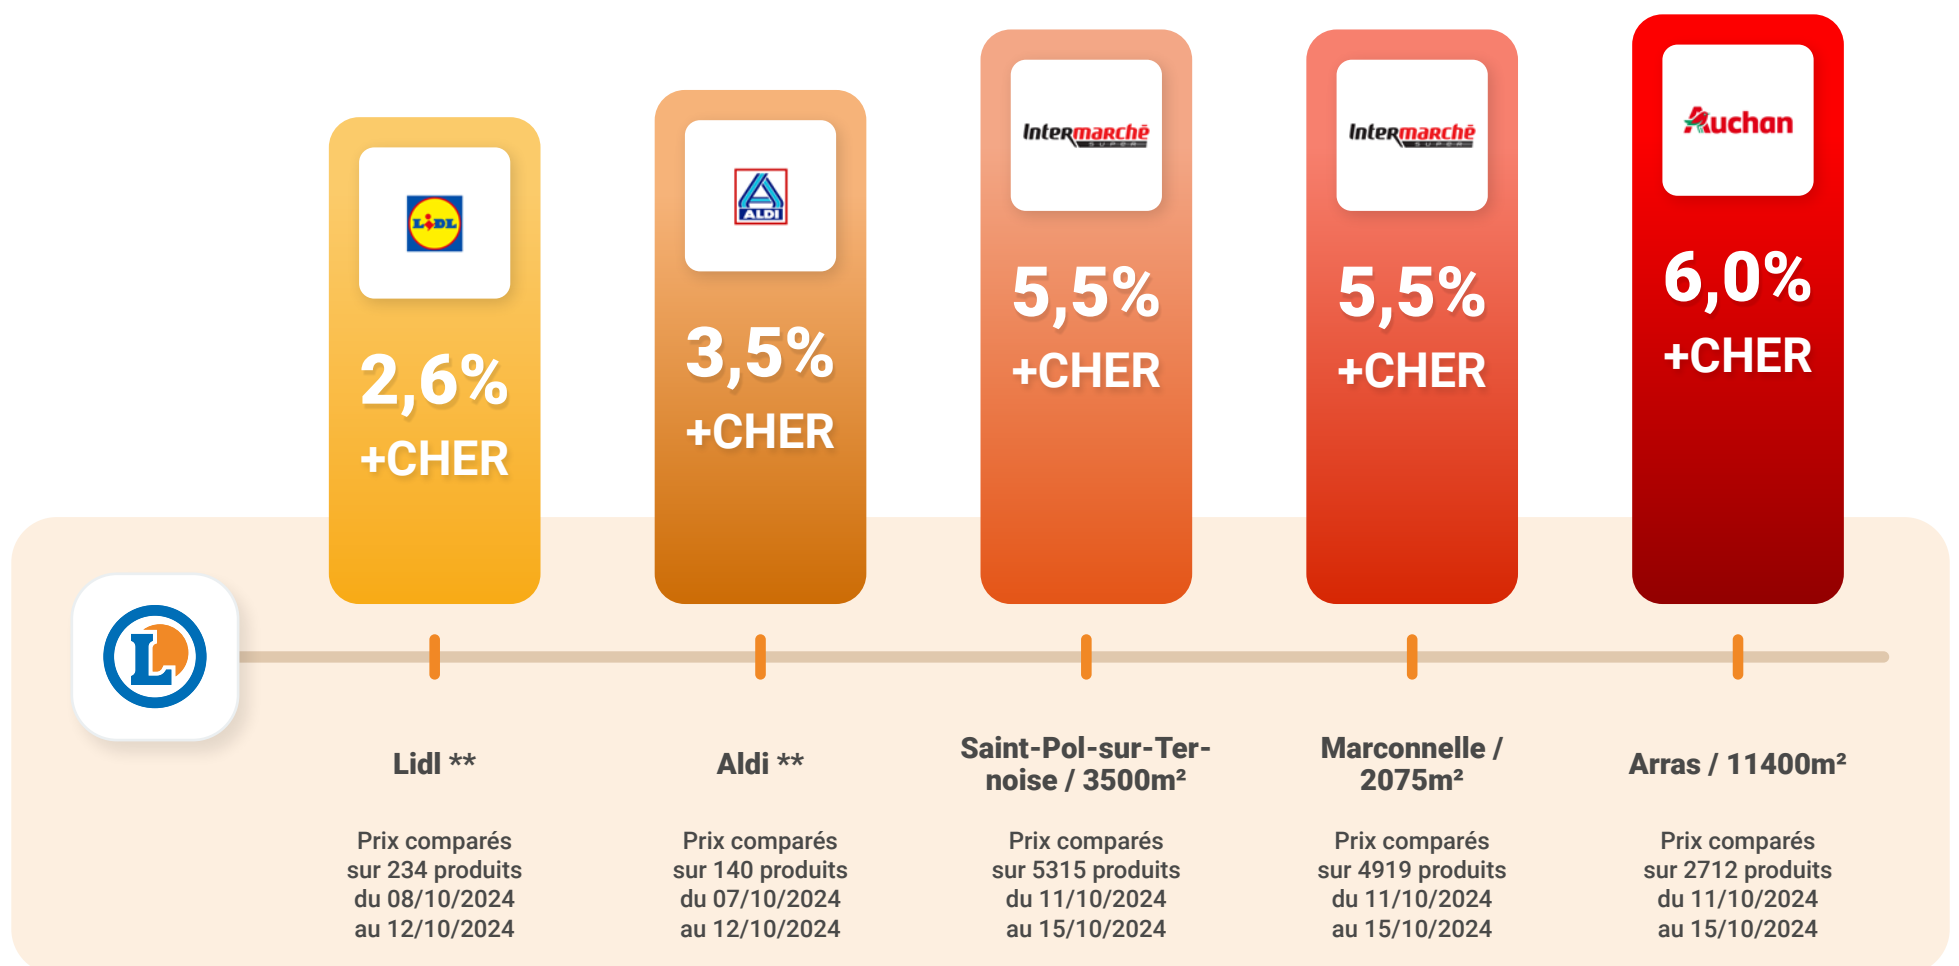 LIDL
2,6%
+CHER
ALDI
3,5%
+CHER
Intermarchē
SUPER
5,5%
+CHER
Intermarchē
SUPER
5,5%
+CHER
Auchan
6,0%
+CHER
L
Lidl **
Prix comparés
sur 234 produits
du 08/10/2024
au 12/10/2024
Aldi **
Prix comparés
sur 140 produits
du 07/10/2024
au 12/10/2024
Saint-Pol-sur-Ter-
noise / 3500m²
Prix comparés
sur 5315 produits
du 11/10/2024
au 15/10/2024
Marconnelle /
2075m²
Prix comparés
sur 4919 produits
du 11/10/2024
au 15/10/2024
Arras / 11400m²
Prix comparés
sur 2712 produits
du 11/10/2024
au 15/10/2024